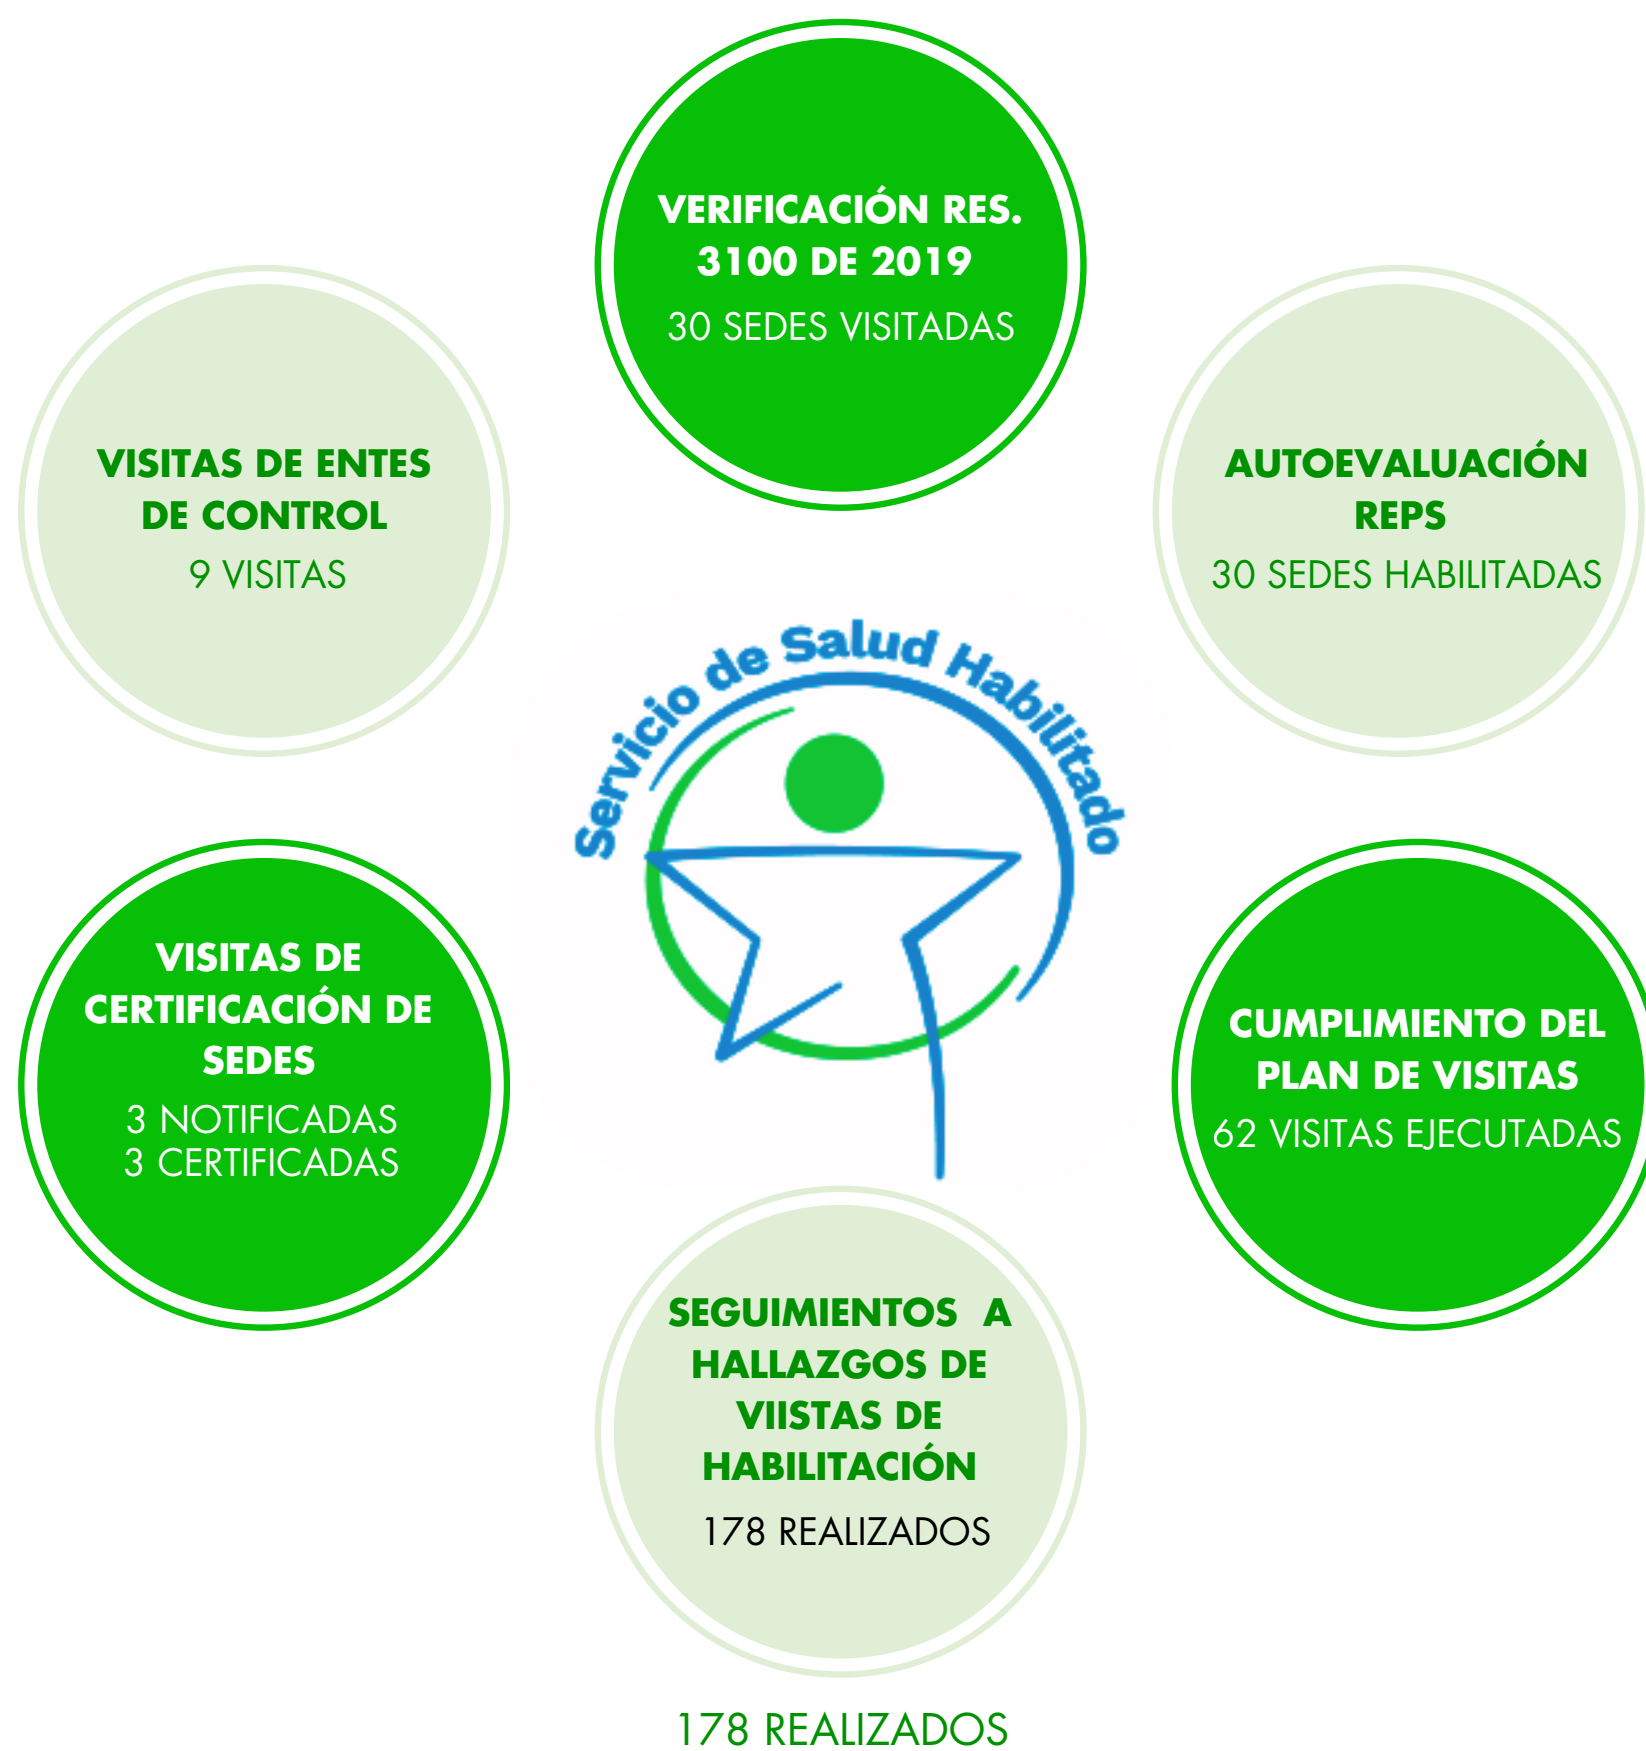 VERIFICACIÓN RES.
3100 DE 2019
30 SEDES VISITADAS
VISITAS DE ENTES
DE CONTROL
9 VISITAS
AUTOEVALUACIÓN
REPS
30 SEDES HABILITADAS
Servicio de Salud Habilitado
VISITAS DE
CERTIFICACIÓN DE
SEDES
3 NOTIFICADAS
3 CERTIFICADAS
CUMPLIMIENTO DEL
PLAN DE VISITAS
62 VISITAS EJECUTADAS
SEGUIMIENTOS A
HALLAZGOS DE
VIISTAS DE
HABILITACIÓN
178 REALIZADOS
178 REALIZADOS